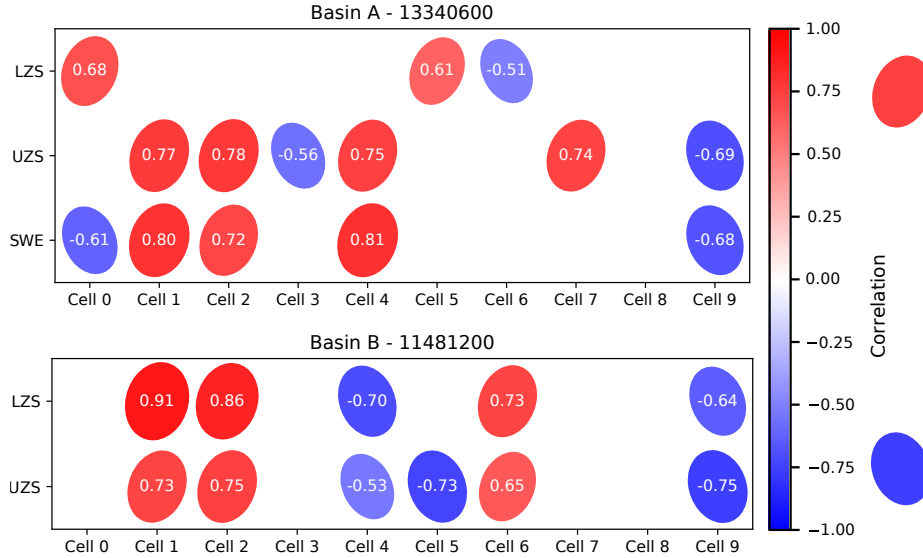 Basin A - 13340600
LZS 0.68 0.61 -0.51
UZS 0.77 0.78 -0.56 0.75 0.74 -0.69
SWE -0.61 0.80 0.72 0.81 -0.68
Cell 0 Cell 1 Cell 2 Cell 3 Cell 4 Cell 5 Cell 6 Cell 7 Cell 8 Cell 9
Basin B - 11481200
LZS 0.91 0.86 -0.70 0.73 -0.64
UZS 0.73 0.75 -0.53 -0.73 0.65 -0.75
Cell 0 Cell 1 Cell 2 Cell 3 Cell 4 Cell 5 Cell 6 Cell 7 Cell 8 Cell 9
1.00
0.75
0.50
0.25
0.00
−0.25
−0.50
−0.75
−1.00
Correlation